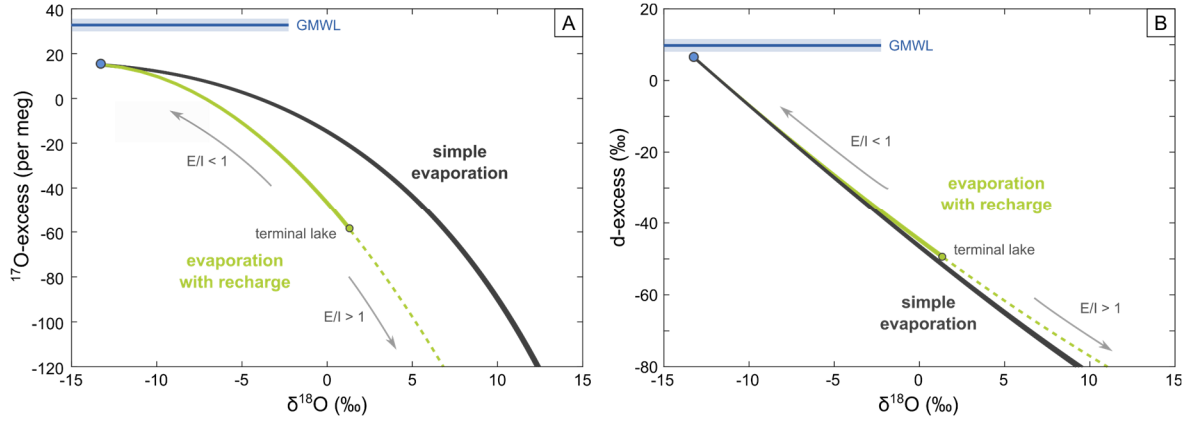 A
GMWL
40
20
0
-20
-40
-60
-80
-100
-120
¹⁷O-excess (per meg)
E/I < 1
simple
evaporation
terminal lake
evaporation
with recharge
E/I > 1
-15
-10
-5
0
5
10
15
δ¹⁸O (‰)
B
GMWL
20
0
-20
-40
-60
-80
d-excess (‰)
E/I < 1
evaporation
with recharge
terminal lake
simple
evaporation
E/I > 1
-15
-10
-5
0
5
10
15
δ¹⁸O (‰)